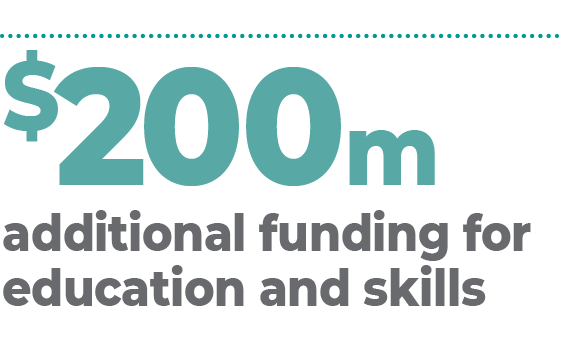 $200m
additional funding for
education and skills